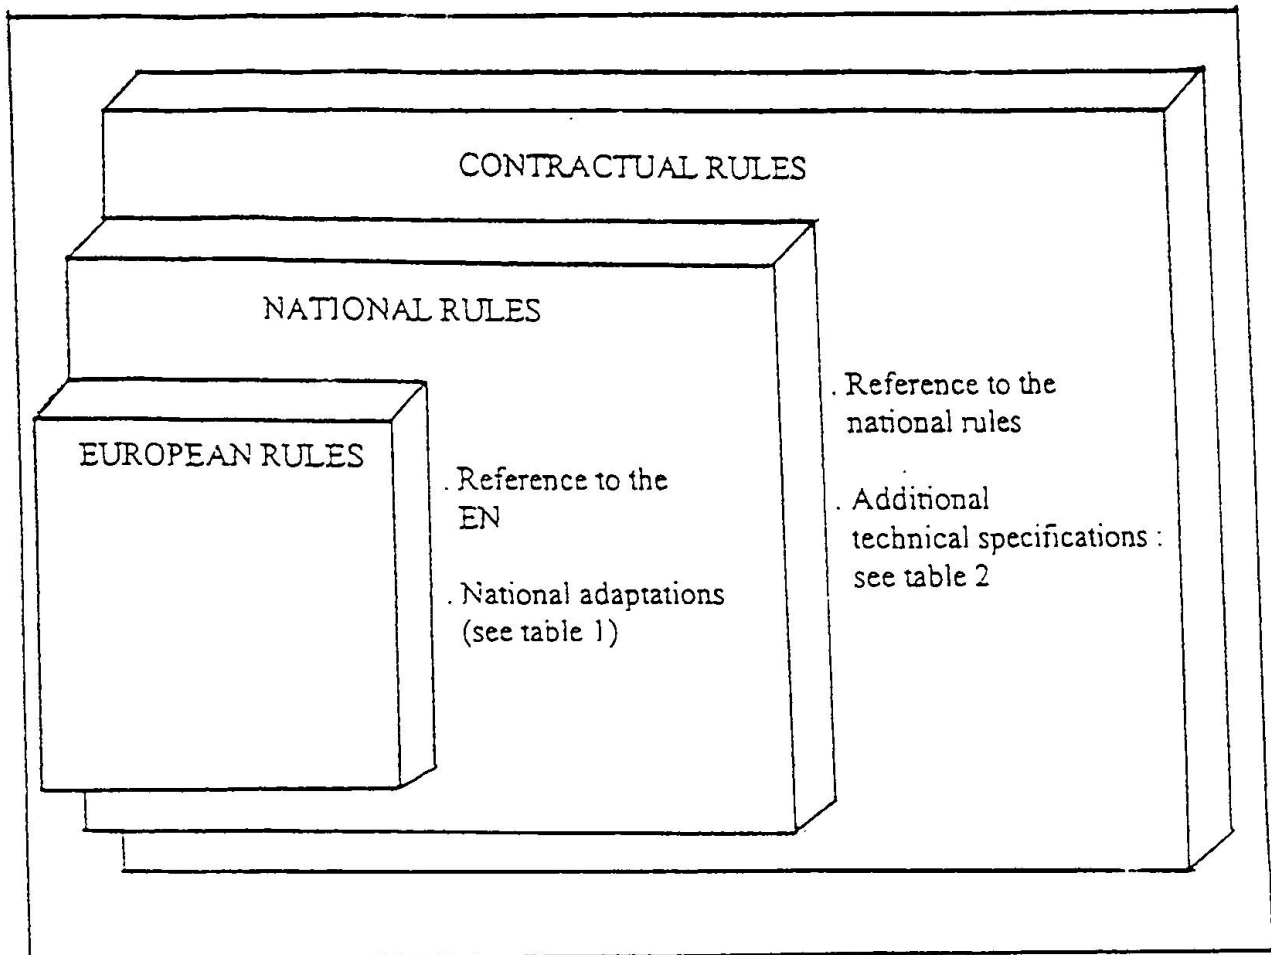 CONTRACTUAL RULES
NATIONAL RULES
EUROPEAN RULES
. Reference to the
EN
. National adaptations
(see table 1)
. Reference to the
national rules
. Additional
technical specifications :
see table 2